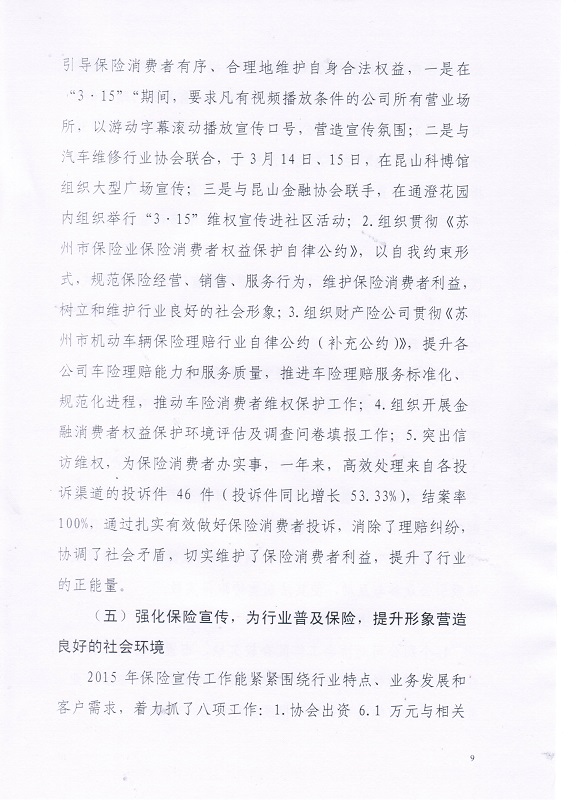 引导保险消费者有序、合理地维护自身合法权益，一是在
“3·15”“期间，要求凡有视频播放条件的公司所有营业场
所，以游动字幕滚动播放宣传口号，营造宣传氛围；二是与
汽车维修行业协会联合，于3月14日、15日，在昆山科博馆
组织大型广场宣传；三是与昆山金融协会联手，在通澄花园
内组织举行“3·15”维权宣传进社区活动；2.组织贯彻《苏
州市保险业保险消费者权益保护自律公约》，以自我约束形
式，规范保险经营、销售、服务行为，维护保险消费者利益，
树立和维护行业良好的社会形象；3.组织财产险公司贯彻《苏
州市机动车辆保险理赔行业自律公约（补充公约）》，提升各
公司车险理赔能力和服务质量，推进车险理赔服务标准化、
规范化进程，推动车险消费者维权保护工作；4.组织开展金
融消费者权益保护环境评估及调查问卷填报工作；5.突出信
访维权，为保险消费者办实事，一年来，高效处理来自各投
诉渠道的投诉件 46 件（投诉件同比增长 53.33%），结案率
100%，通过扎实有效做好保险消费者投诉，消除了理赔纠纷，
协调了社会矛盾，切实维护了保险消费者利益，提升了行业
的正能量。
（五）强化保险宣传，为行业普及保险，提升形象营造
良好的社会环境
2015 年保险宣传工作能紧紧围绕行业特点、业务发展和
客户需求，着力抓了八项工作：1.协会出资 6.1 万元与相关
9